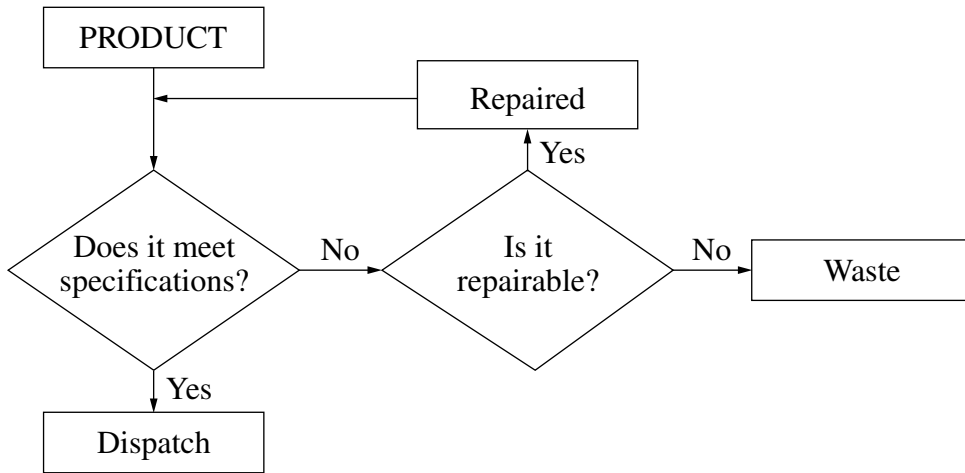 PRODUCT
Repaired
Yes
Does it meet
specifications?
No
Is it
repairable?
No
Waste
Yes
Dispatch